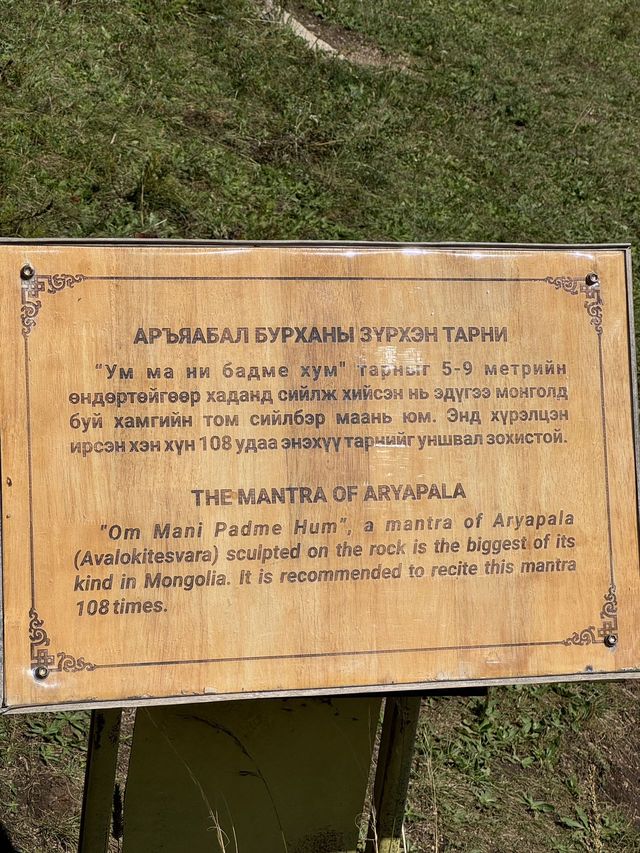 АРЪЯАБАЛ БУРХАНЫ ЗҮРХЭН ТАРНИ
“Ум ма ни бадме хум” тарныг 5-9 метрийн
өндөртөйгөөр хаданд сийлж хийсэн нь эдүгээ монголд
буй хамгийн том сийлбэр маань юм. Энд хүрэлцэн
ирсэн хэн хүн 108 удаа энэхүү тарнийг уншвал зохистой.
THE MANTRA OF ARYAPALA
"Om Mani Padme Hum", a mantra of Aryapala
(Avalokitesvara) sculpted on the rock is the biggest of its
kind in Mongolia. It is recommended to recite this mantra
108 times.